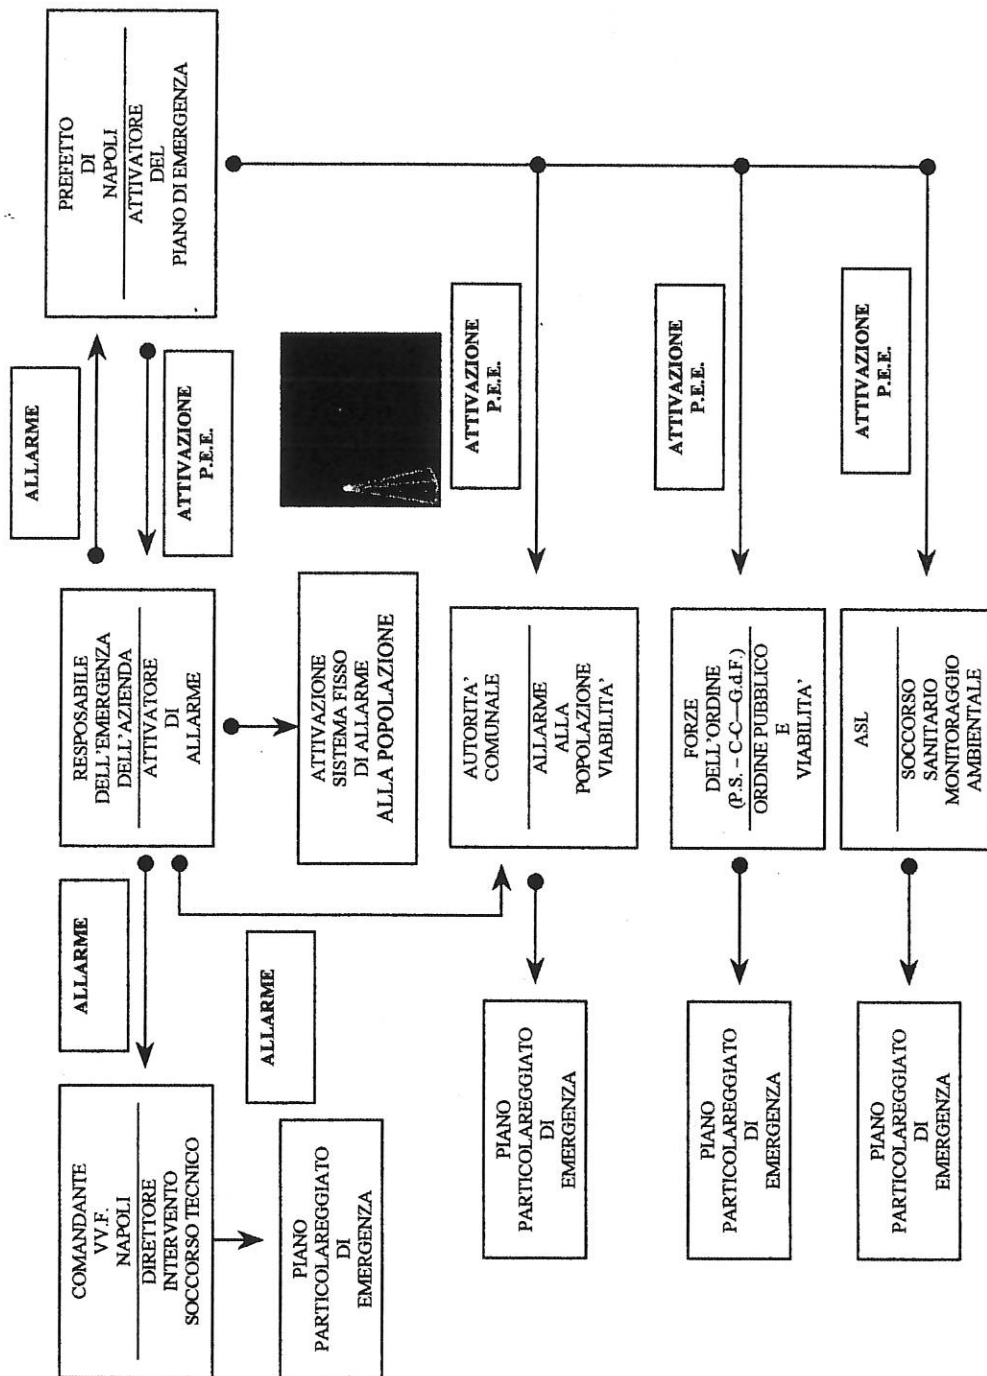 COMANDANTE
VV.F.
NAPOLI
DIRETTORE
INTERVENTO
SOCCORSO TECNICO
ALLARME
RESPOSABILE
DELL'EMERGENZA
DELL'AZIENDA
ATTIVATORE
DI
ALLARME
ALLARME
PREFETTO
DI
NAPOLI
ATTIVATORE
DEL
PIANO DI EMERGENZA
ATTIVAZIONE
P.E.E.
PIANO
PARTICOLAREGGIATO
DI
EMERGENZA
ALLARME
ATTIVAZIONE
SISTEMA FISSO
DI ALLARME
ALLA POPOLAZIONE
PIANO
PARTICOLAREGGIATO
DI
EMERGENZA
AUTORITA'
COMUNALE
ALLARME
ALLA
POPOLAZIONE
VIABILITA'
ATTIVAZIONE
P.E.E.
PIANO
PARTICOLAREGGIATO
DI
EMERGENZA
FORZE
DELL'ORDINE
(P.S. – C-C—G.d.F.)
ORDINE PUBBLICO
E
VIABILITA'
ATTIVAZIONE
P.E.E.
PIANO
PARTICOLAREGGIATO
DI
EMERGENZA
ASL
SOCCORSO
SANITARIO
MONITORAGGIO
AMBIENTALE
ATTIVAZIONE
P.E.E.